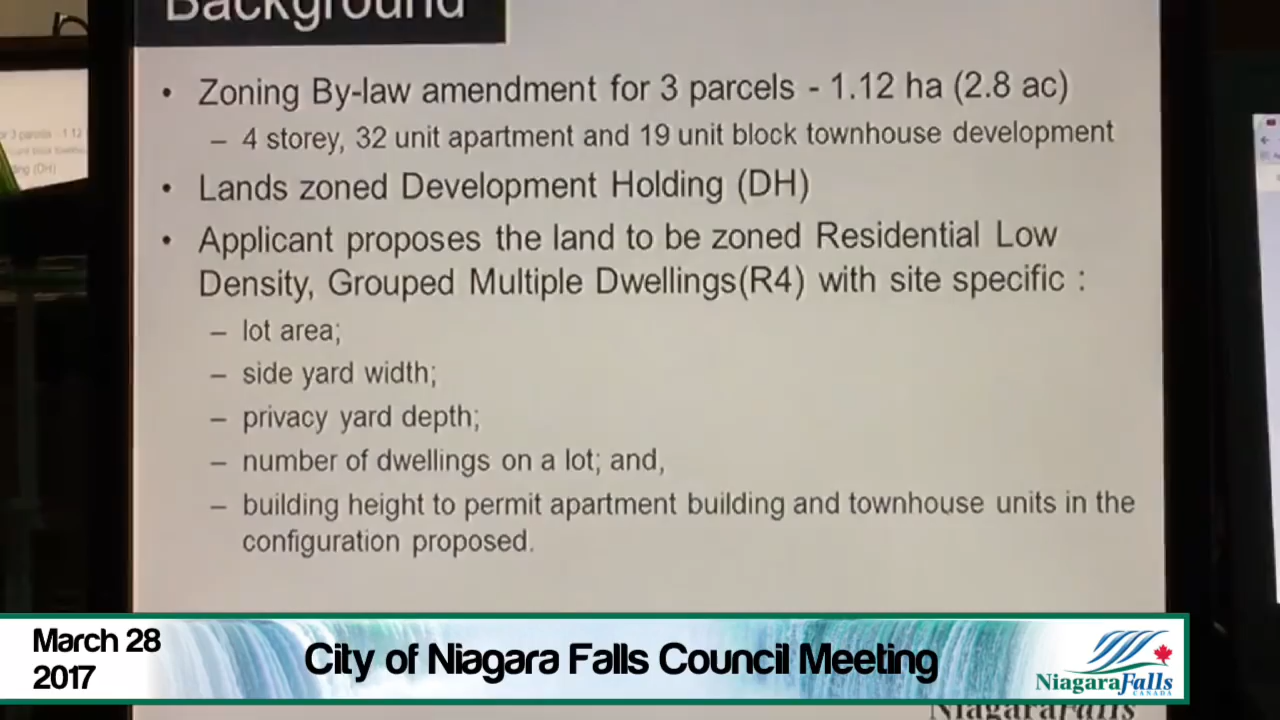 Background
• Zoning By-law amendment for 3 parcels - 1.12 ha (2.8 ac)
– 4 storey, 32 unit apartment and 19 unit block townhouse development
• Lands zoned Development Holding (DH)
• Applicant proposes the land to be zoned Residential Low
Density, Grouped Multiple Dwellings(R4) with site specific :
– lot area;
– side yard width;
– privacy yard depth;
– number of dwellings on a lot; and,
– building height to permit apartment building and townhouse units in the
configuration proposed.
March 28
2017
City of Niagara Falls Council Meeting
NiagaraFalls
CANADA
NiagaraFalls